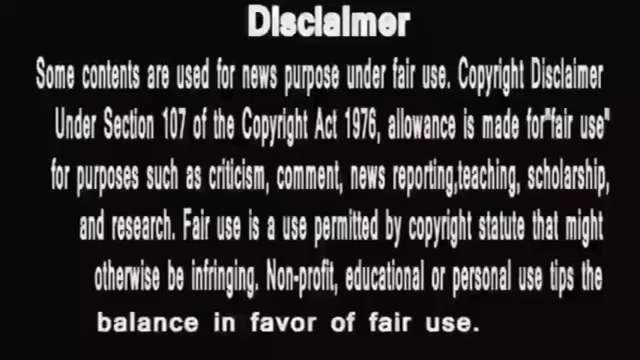 Disclaimer
Some contents are used for news purpose under fair use. Copyright Disclaimer
Under Section 107 of the Copyright Act 1976, allowance is made for"fair use"
for purposes such as criticism, comment, news reporting,teaching, scholarship,
and research. Fair use is a use permitted by copyright statute that might
otherwise be infringing. Non-profit, educational or personal use tips the
balance in favor of fair use.